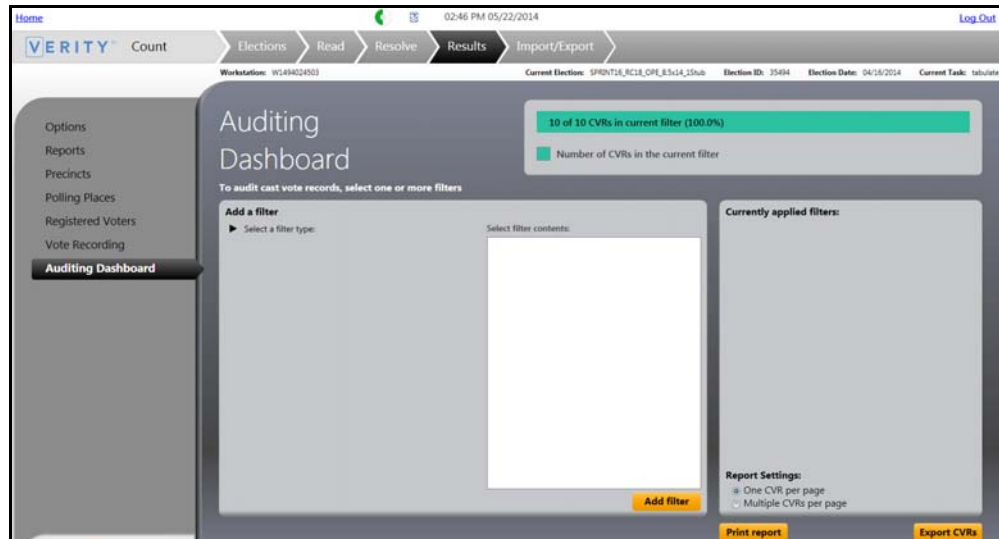 Home
02:46 PM 05/22/2014
Log Out
VERITY Count
Elections
Read
Resolve
Results
Import/Export
Workstation: W1494024503
Current Election: SPRINT16_RC18_OPE_8.5x14_1Stub
Election ID: 35494
Election Date: 04/16/2014
Current Task: tabulate
Options
Reports
Precincts
Polling Places
Registered Voters
Vote Recording
Auditing Dashboard
Auditing
Dashboard
10 of 10 CVRs in current filter (100.0%)
Number of CVRs in the current filter
To audit cast vote records, select one or more filters
Add a filter
Select a filter type:
Select filter contents:
Add filter
Currently applied filters:
Report Settings:
One CVR per page
Multiple CVRs per page
Print report
Export CVRs